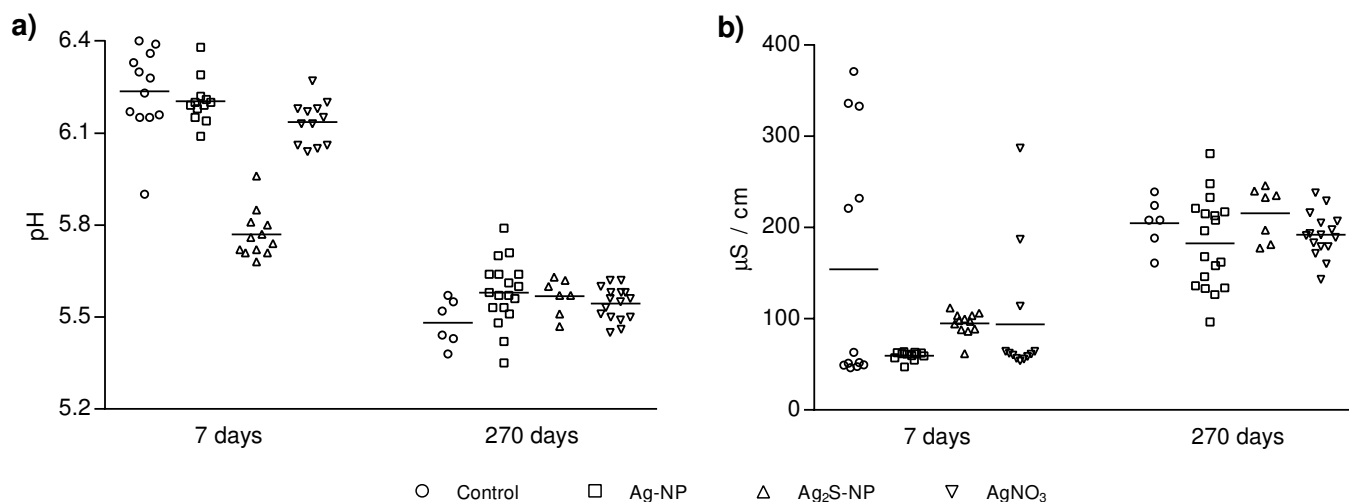 a)
6.4
6.1
5.8
5.5
5.2
pH
7 days
270 days
b)
400
300
200
100
0
µS / cm
7 days
270 days
Control
Ag-NP
Ag₂S-NP
AgNO₃